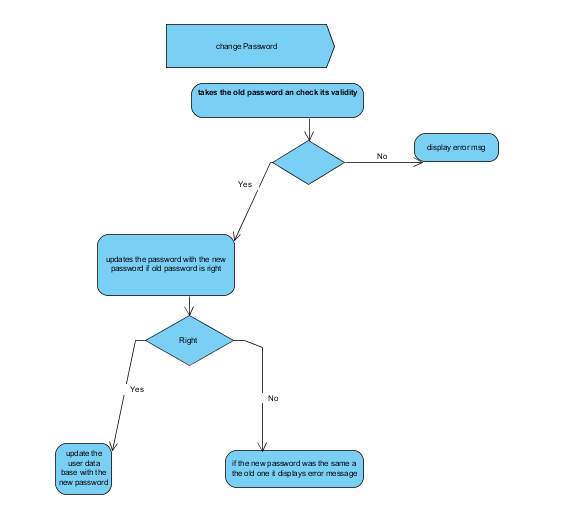 change Password
takes the old password an check its validity
display error msg
No
Yes
updates the password with the new
password if old password is right
Right
Yes
No
update the
user data
base with the
new password
if the new password was the same a
the old one it displays error message